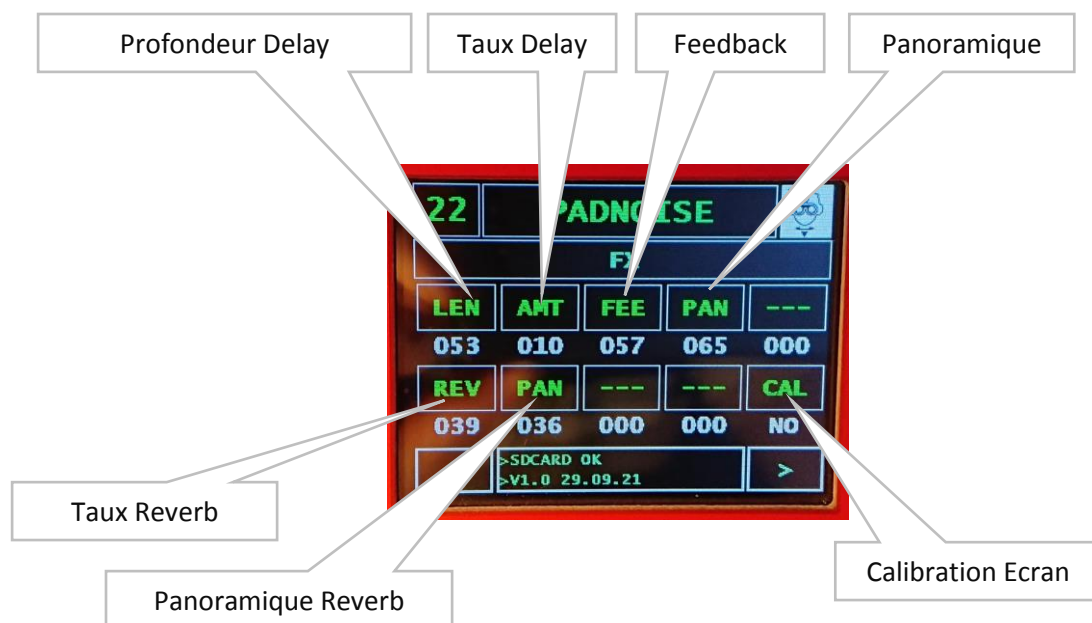 Profondeur Delay
Taux Delay
Feedback
Panoramique
22
PADNOISE
FX
LEN AMT FEE PAN ---
053 010 057 065 000
REV PAN --- --- CAL
039 036 000 000 NO
>SDCARD OK
>V1.0 29.09.21
>
Taux Reverb
Panoramique Reverb
Calibration Ecran